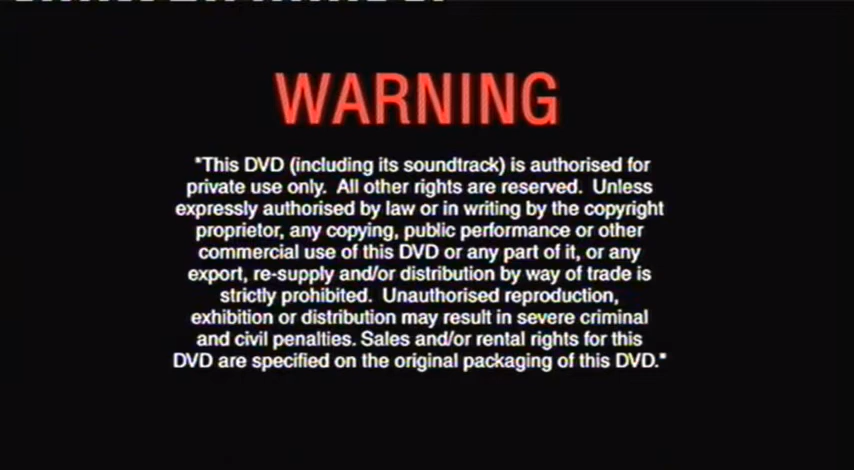 WARNING
"This DVD (including its soundtrack) is authorised for
private use only.  All other rights are reserved.  Unless
expressly authorised by law or in writing by the copyright
proprietor, any copying, public performance or other
commercial use of this DVD or any part of it, or any
export, re-supply and/or distribution by way of trade is
strictly prohibited.  Unauthorised reproduction,
exhibition or distribution may result in severe criminal
and civil penalties. Sales and/or rental rights for this
DVD are specified on the original packaging of this DVD."